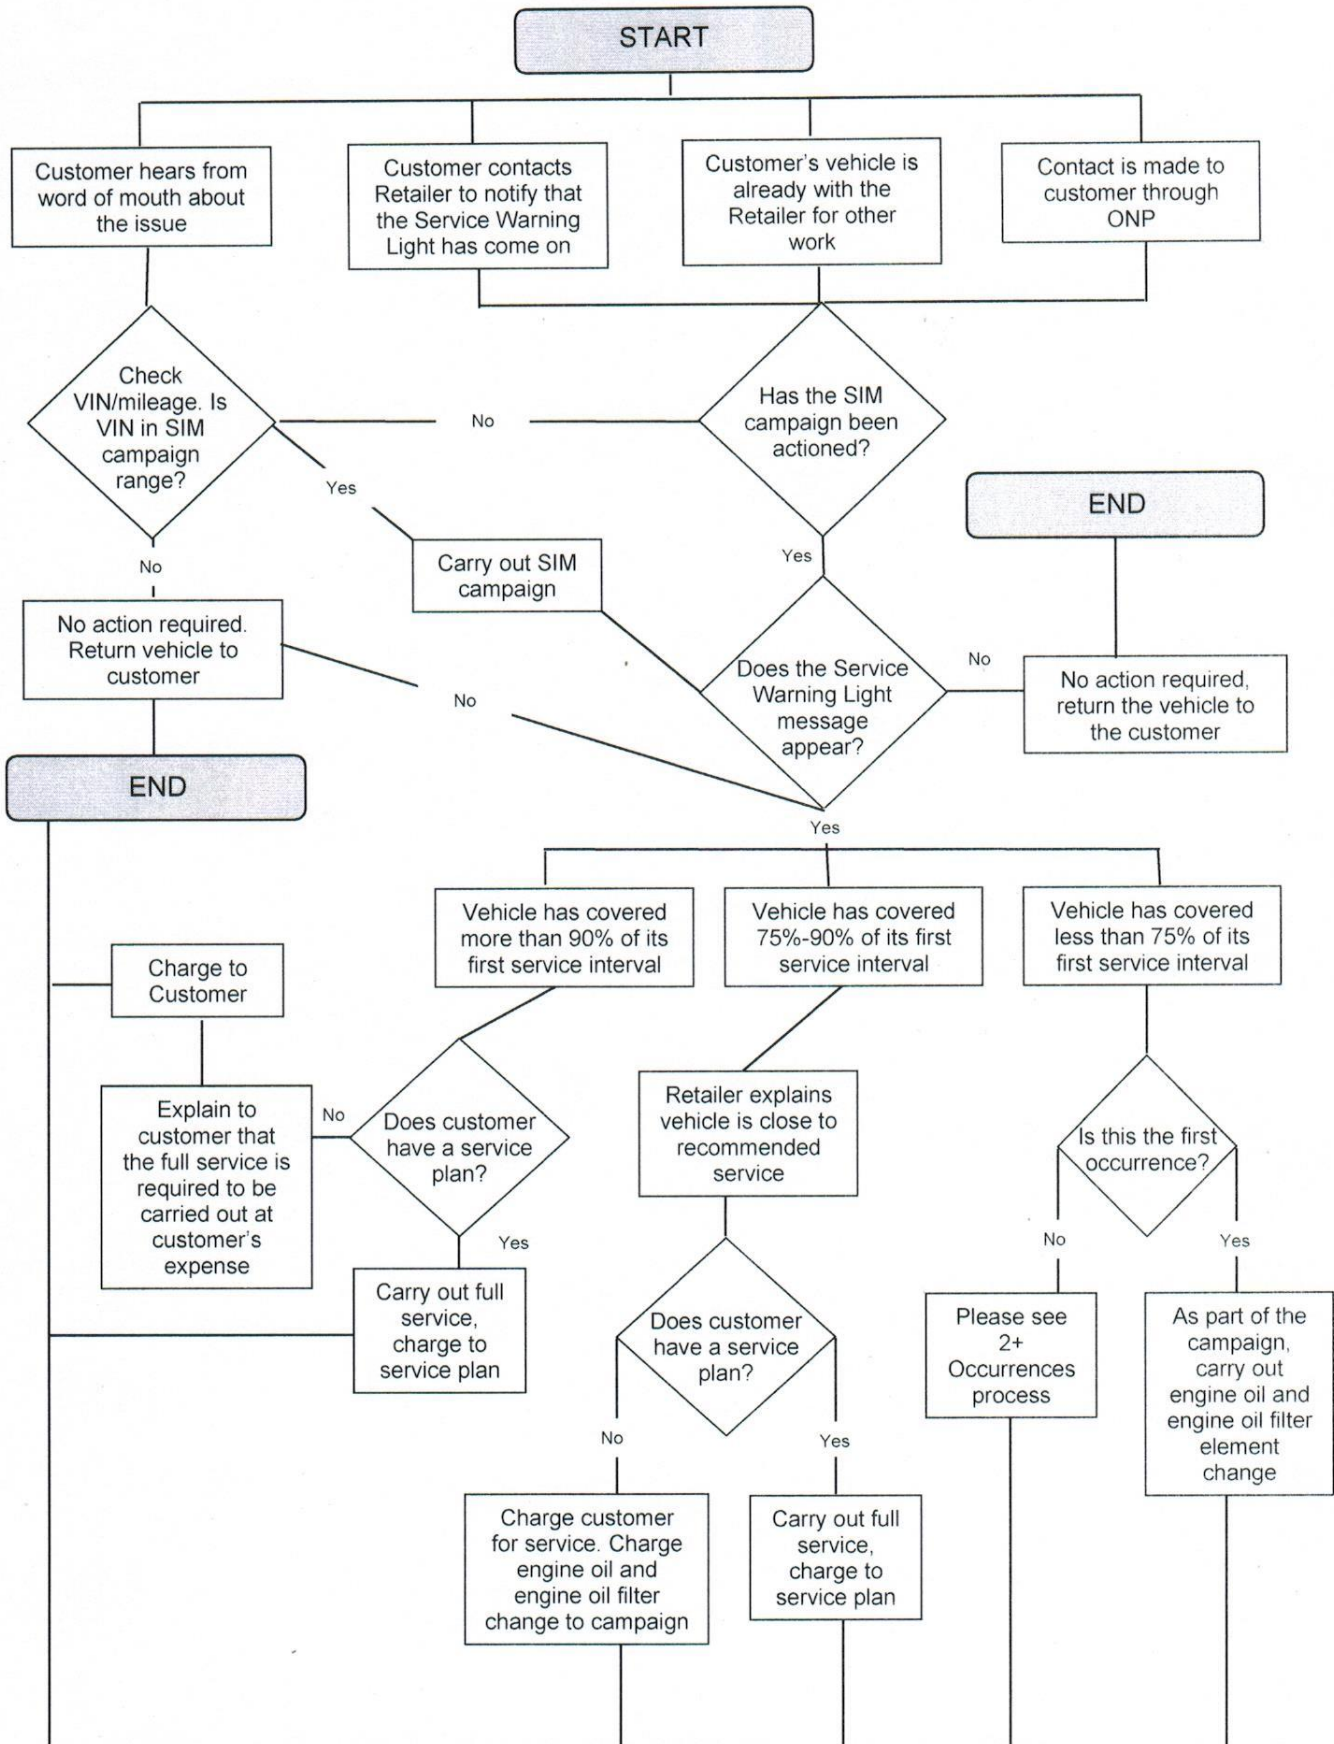 START
Customer hears from
word of mouth about
the issue
Customer contacts
Retailer to notify that
the Service Warning
Light has come on
Customer's vehicle is
already with the
Retailer for other
work
Contact is made to
customer through
ONP
Check
VIN/mileage. Is
VIN in SIM
campaign
range?
No
Has the SIM
campaign been
actioned?
Yes
END
No
Carry out SIM
campaign
Yes
No action required.
Return vehicle to
customer
No
Does the Service
Warning Light
message
appear?
No
No action required,
return the vehicle to
the customer
END
Yes
Vehicle has covered
more than 90% of its
first service interval
Vehicle has covered
75%-90% of its first
service interval
Vehicle has covered
less than 75% of its
first service interval
Charge to
Customer
Explain to
customer that
the full service is
required to be
carried out at
customer's
expense
No
Does customer
have a service
plan?
Yes
Carry out full
service,
charge to
service plan
Retailer explains
vehicle is close to
recommended
service
Does customer
have a service
plan?
No
Yes
Charge customer
for service. Charge
engine oil and
engine oil filter
change to campaign
Carry out full
service,
charge to
service plan
Is this the first
occurrence?
No
Yes
Please see
2+
Occurrences
process
As part of the
campaign,
carry out
engine oil and
engine oil filter
element
change